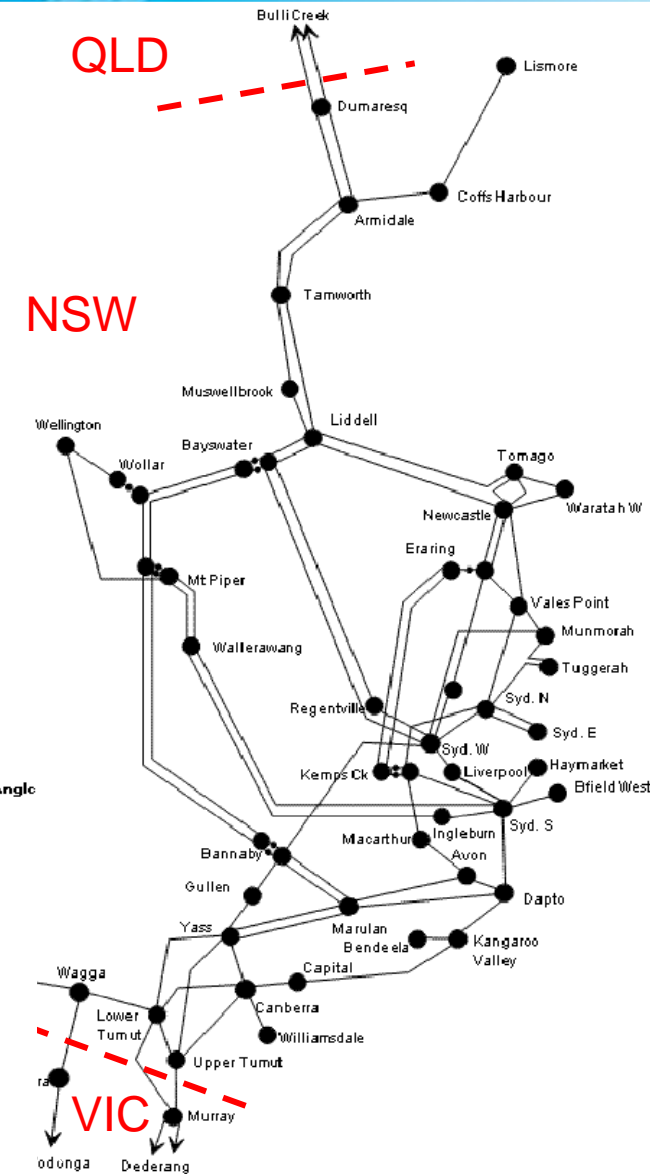 Bulli Creek
QLD
Lismore
Dumaresq
Coffs Harbour
Armidale
NSW
Tamworth
Muswellbrook
Liddell
Wellington
Bayswater
Wollar
Tomago
Waratah W
Newcastle
Eraring
Mt Piper
Vales Point
Munmorah
Wallerawang
Tuggerah
Regentville
Syd. N
Syd. E
Syd. W
Kemps Ck
Liverpool
Haymarket
Bfield West
Syd. S
Ingleburn
Macarthur
Avon
Bannaby
Gullen
Dapto
Yass
Marulan
Bendeela
Kangaroo
Valley
Capital
Wagga
Canberra
Lower
Tumut
Williamsdale
Upper Tumut
VIC
Murray
Dederang